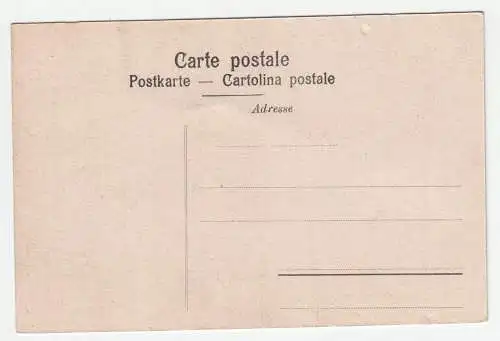 Carte postale
Postkarte — Cartolina postale
Adresse